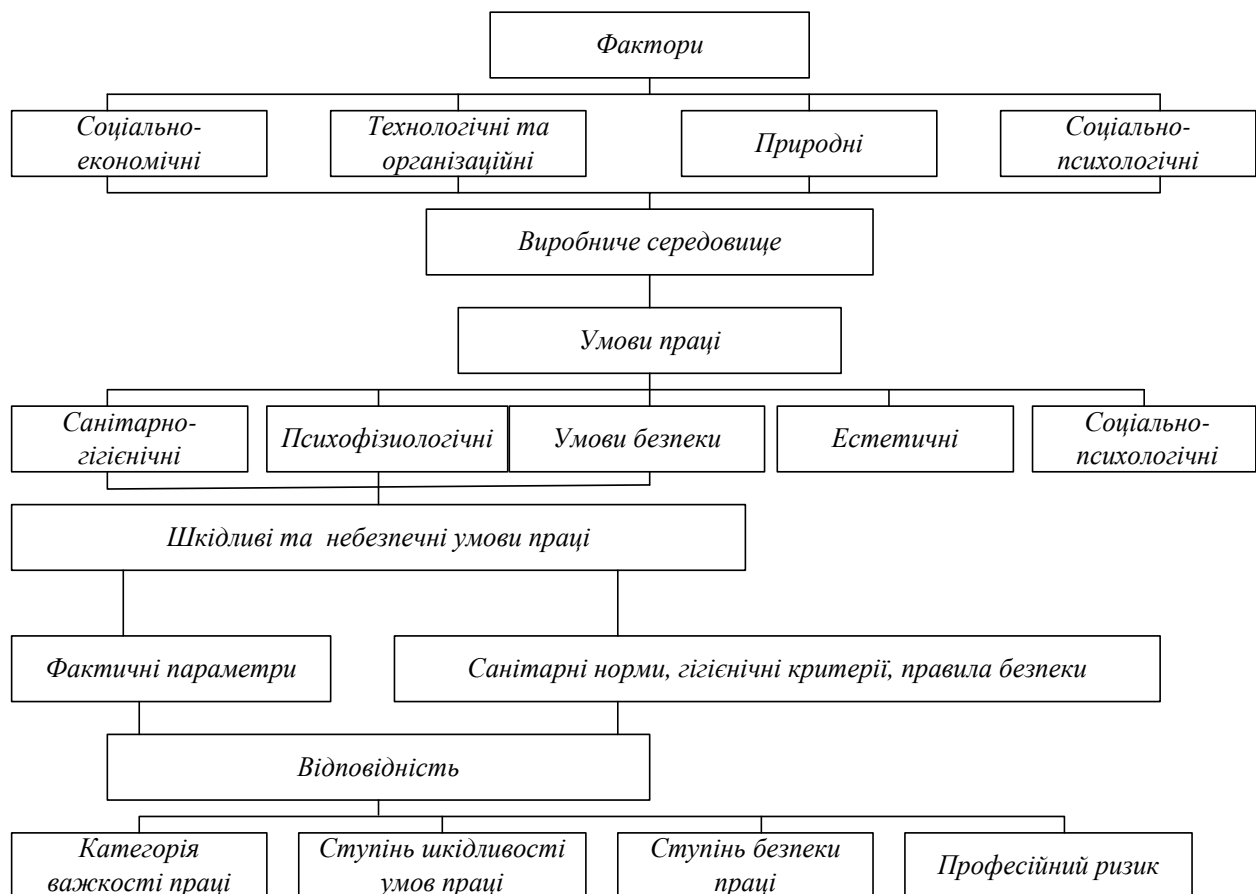 Фактори
Соціально-
економічні
Технологічні та
організаційні
Природні
Соціально-
психологічні
Виробниче середовище
Умови праці
Санітарно-
гігієнічні
Психофізиологічні
Умови безпеки
Естетичні
Соціально-
психологічні
Шкідливі та  небезпечні умови праці
Фактичні параметри
Санітарні норми, гігієнічні критерії, правила безпеки
Відповідність
Категорія
важкості праці
Ступінь шкідливості
умов праці
Ступінь безпеки
праці
Професійний ризик